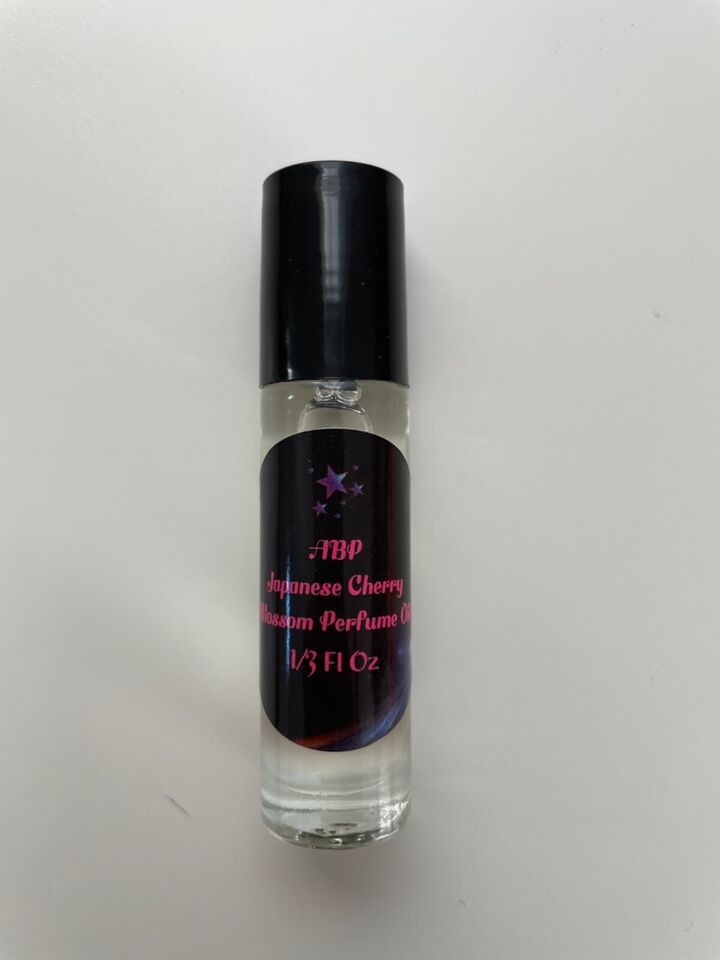 ABP
Japanese Cherry
Blossom Perfume Oil
1/3 Fl Oz